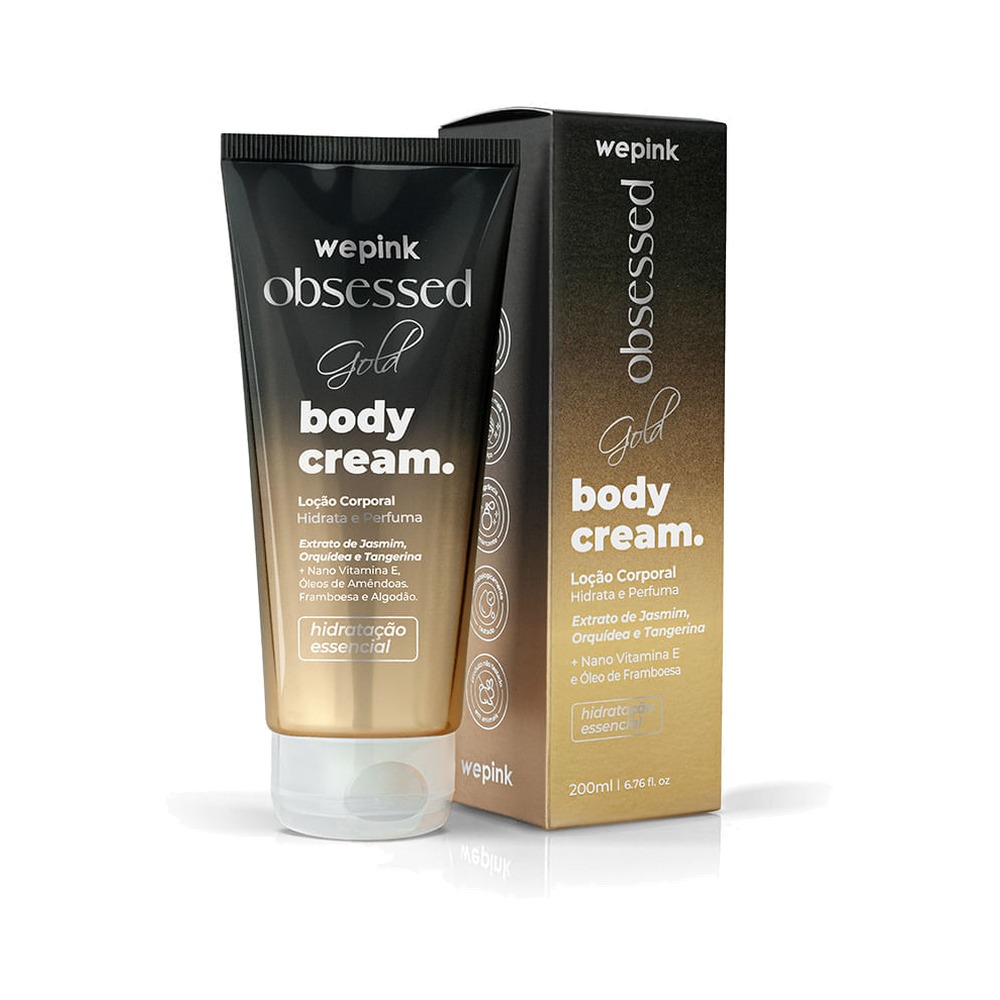 wepink
obsessed
Gold
body
cream.
Loção Corporal
Hidrata e Perfuma
Extrato de Jasmim,
Orquídea e Tangerina
+ Nano Vitamina E,
Óleos de Amêndoas.
Framboesa e Algodão.
hidratação
essencial
wepink
wepink
obsessed
Gold
body
cream.
Loção Corporal
Hidrata e Perfuma
Extrato de Jasmim,
Orquídea e Tangerina
+ Nano Vitamina E
e Óleo de Framboesa
hidratação
essencial
200ml | 6.76 fl. oz